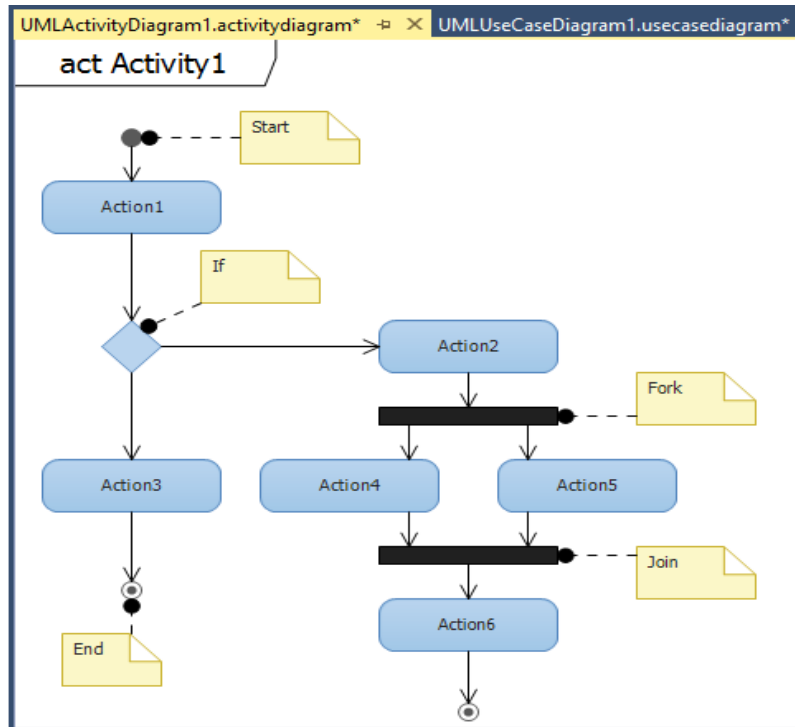 UMLActivityDiagram1.activitydiagram* UMLUseCaseDiagram1.usecasediagram*
act Activity1
Start
Action1
If
Action2
Fork
Action3
Action4
Action5
Join
Action6
End